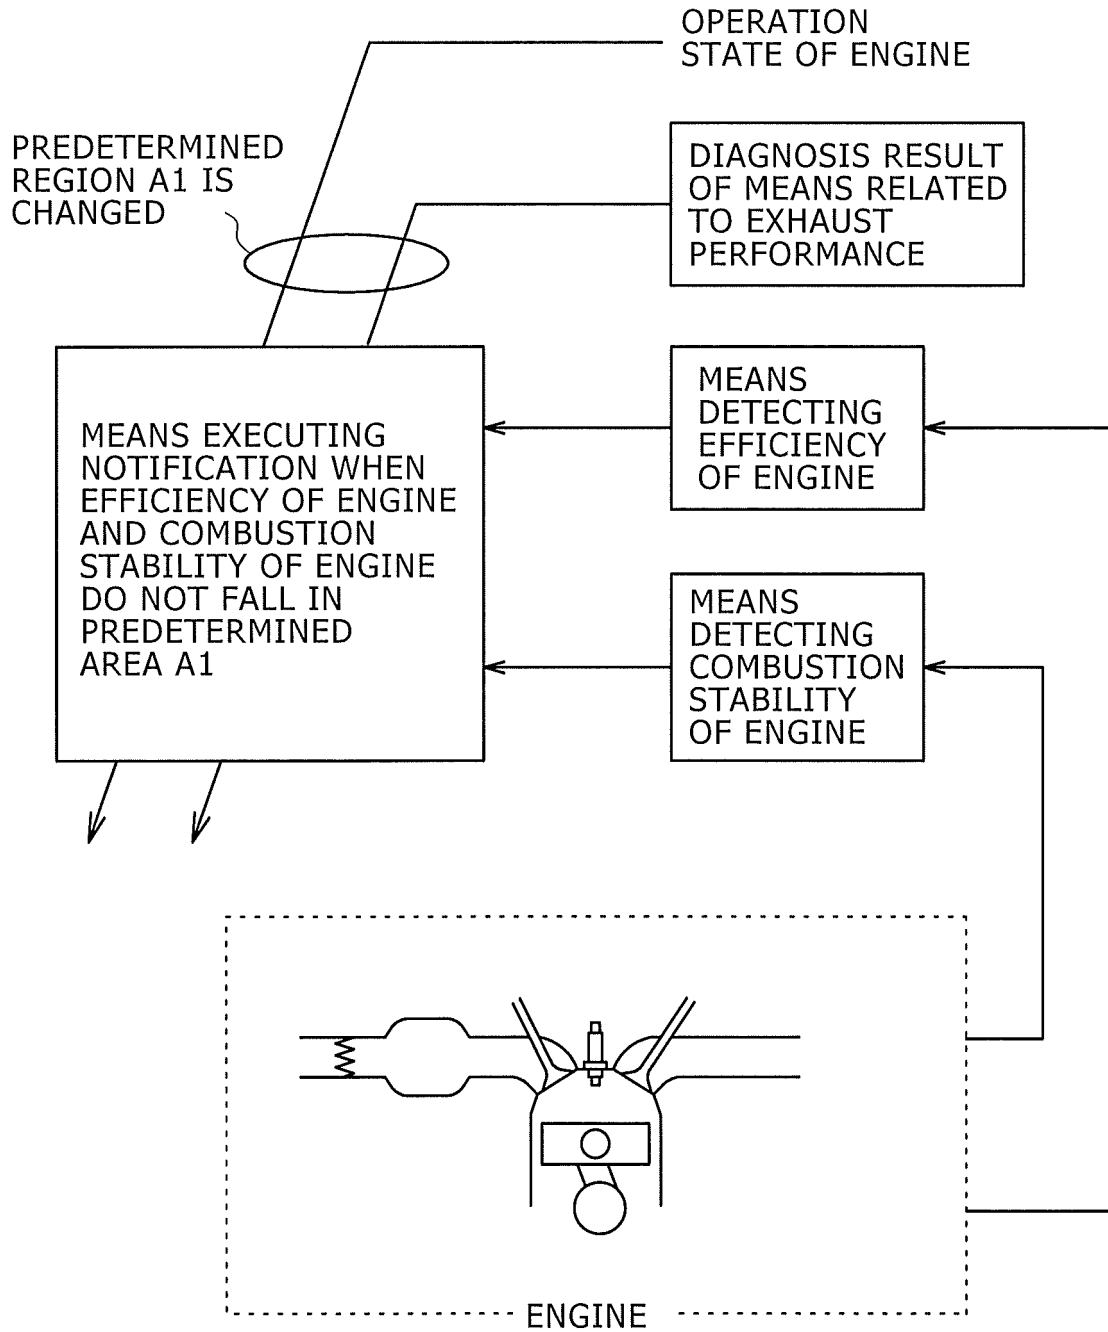 OPERATION
STATE OF ENGINE
PREDETERMINED
REGION A1 IS
CHANGED
DIAGNOSIS RESULT
OF MEANS RELATED
TO EXHAUST
PERFORMANCE
MEANS EXECUTING
NOTIFICATION WHEN
EFFICIENCY OF ENGINE
AND COMBUSTION
STABILITY OF ENGINE
DO NOT FALL IN
PREDETERMINED
AREA A1
MEANS
DETECTING
EFFICIENCY
OF ENGINE
MEANS
DETECTING
COMBUSTION
STABILITY
OF ENGINE
ENGINE